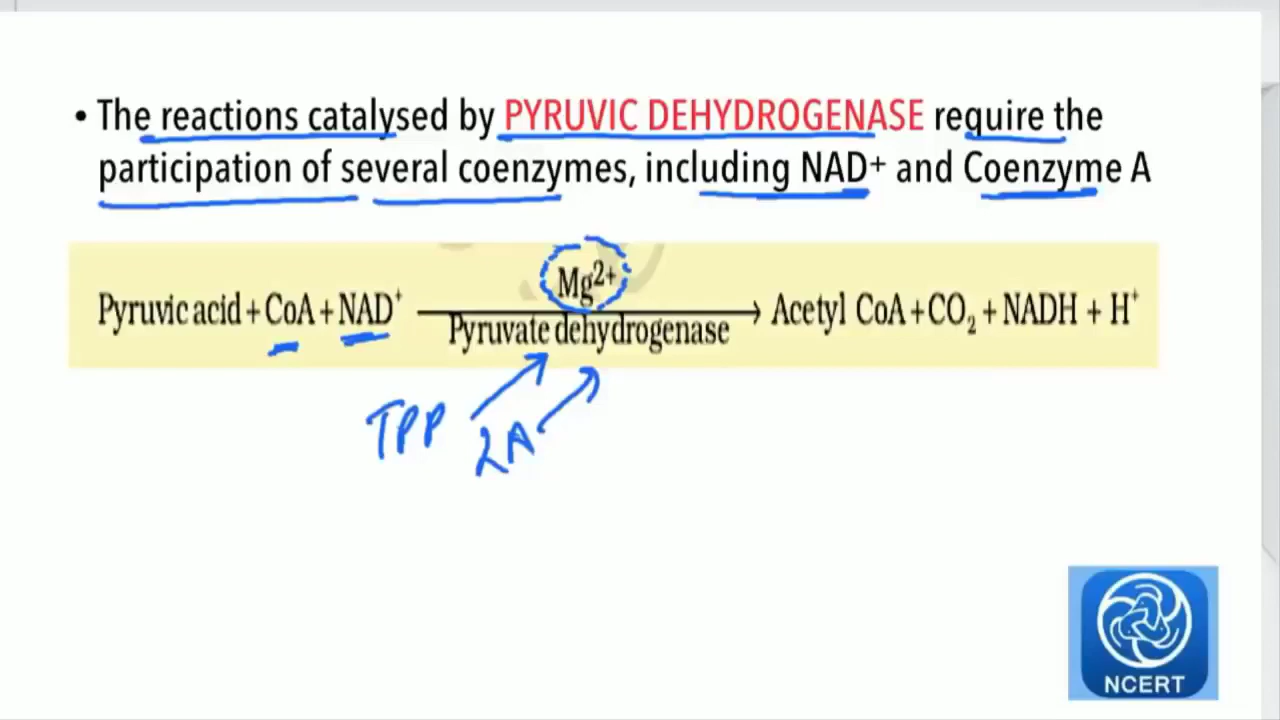 • The reactions catalysed by PYRUVIC DEHYDROGENASE require the
participation of several coenzymes, including NAD+ and Coenzyme A
Mg²⁺
Pyruvic acid + CoA + NAD⁺ ⟶ Acetyl CoA + CO₂ + NADH + H⁺
Pyruvate dehydrogenase
TPP
LA
NCERT